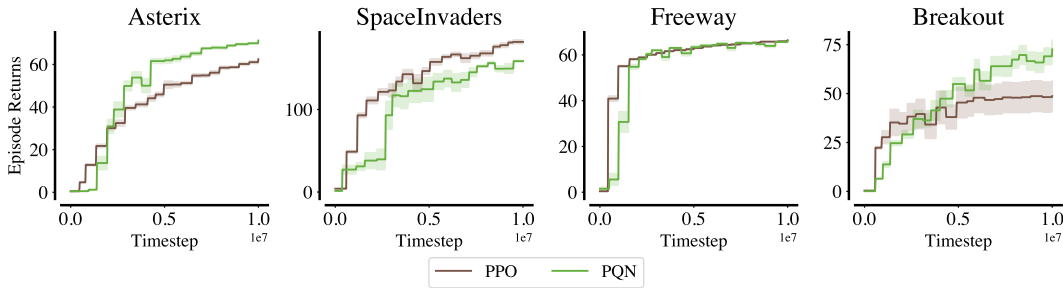 Asterix
SpaceInvaders
Freeway
Breakout
Episode Returns
60
40
20
0
100
0
60
40
20
0
75
50
25
0
0.0 0.5 1.0
1e7
Timestep
0.0 0.5 1.0
1e7
Timestep
0.0 0.5 1.0
1e7
Timestep
0.0 0.5 1.0
1e7
Timestep
PPO PQN